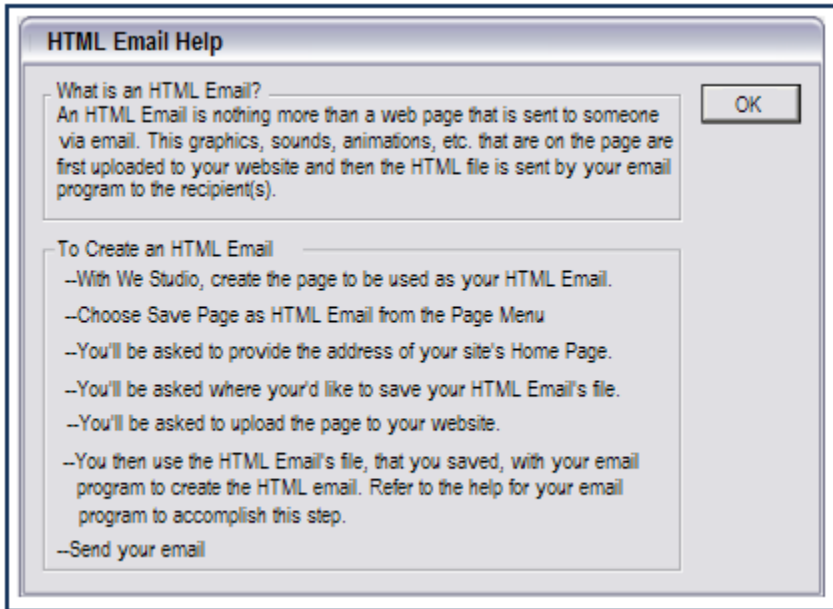 HTML Email Help
What is an HTML Email?
OK
An HTML Email is nothing more than a web page that is sent to someone
via email. This graphics, sounds, animations, etc. that are on the page are
first uploaded to your website and then the HTML file is sent by your email
program to the recipient(s).
To Create an HTML Email
--With We Studio, create the page to be used as your HTML Email.
--Choose Save Page as HTML Email from the Page Menu
--You'll be asked to provide the address of your site's Home Page.
--You'll be asked where your'd like to save your HTML Email's file.
--You'll be asked to upload the page to your website.
--You then use the HTML Email's file, that you saved, with your email
program to create the HTML email. Refer to the help for your email
program to accomplish this step.
--Send your email